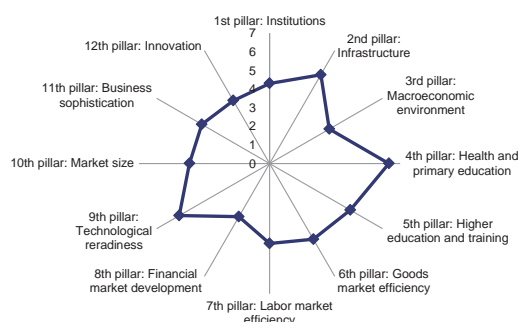 1st pillar: Institutions
7
6
5
4
3
2
1
0
2nd pillar:
Infrastructure
3rd pillar:
Macroeconomic
environment
4th pillar: Health and
primary education
5th pillar: Higher
education and training
6th pillar: Goods
market efficiency
7th pillar: Labor market
efficiency
8th pillar: Financial
market development
9th pillar:
Technological
reradiness
10th pillar: Market size
11th pillar: Business
sophistication
12th pillar: Innovation